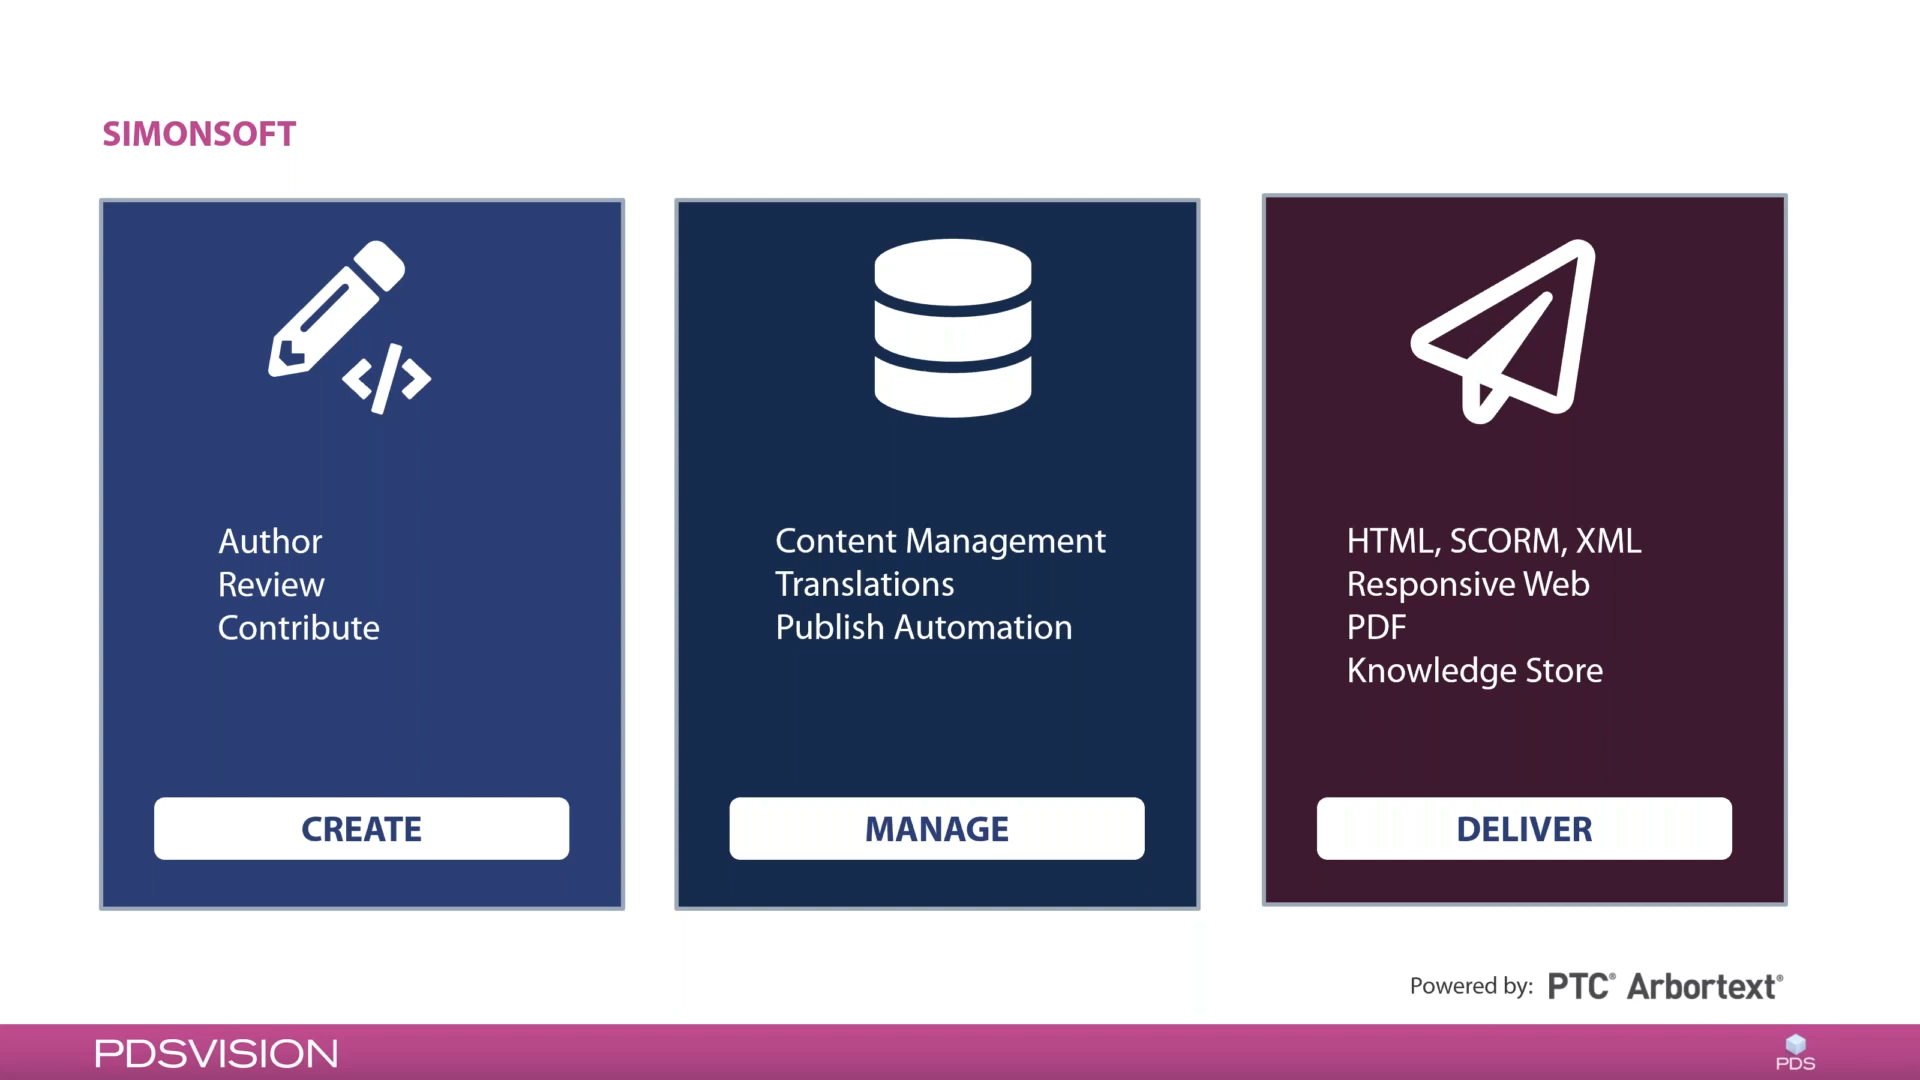 SIMONSOFT
Author
Review
Contribute
CREATE
Content Management
Translations
Publish Automation
MANAGE
HTML, SCORM, XML
Responsive Web
PDF
Knowledge Store
DELIVER
Powered by: PTC® Arbortext®
PDSVISION
PDS